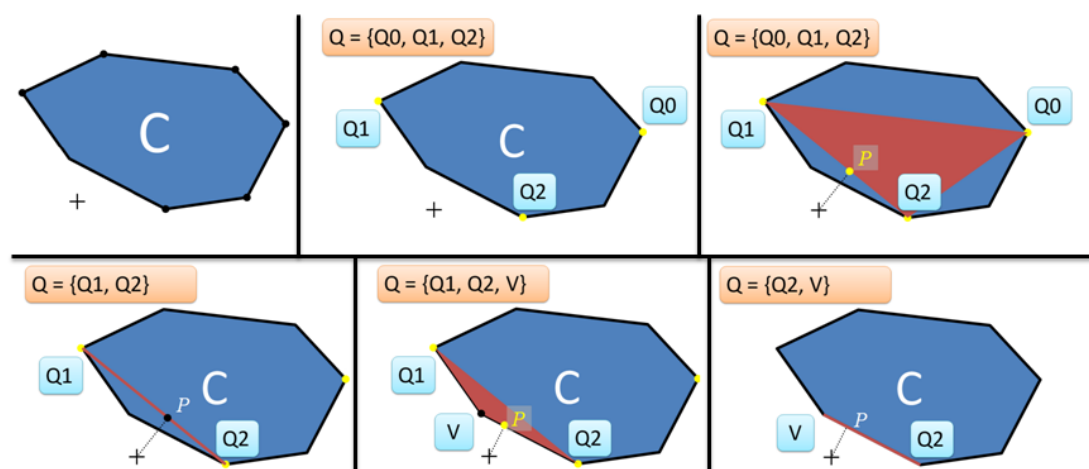 C
Q = {Q0, Q1, Q2}
Q1
C
Q0
Q2
Q = {Q0, Q1, Q2}
Q1
Q0
P
Q2
Q = {Q1, Q2}
Q1
C
P
Q2
Q = {Q1, Q2, V}
Q1
C
V
P
Q2
Q = {Q2, V}
C
V
P
Q2